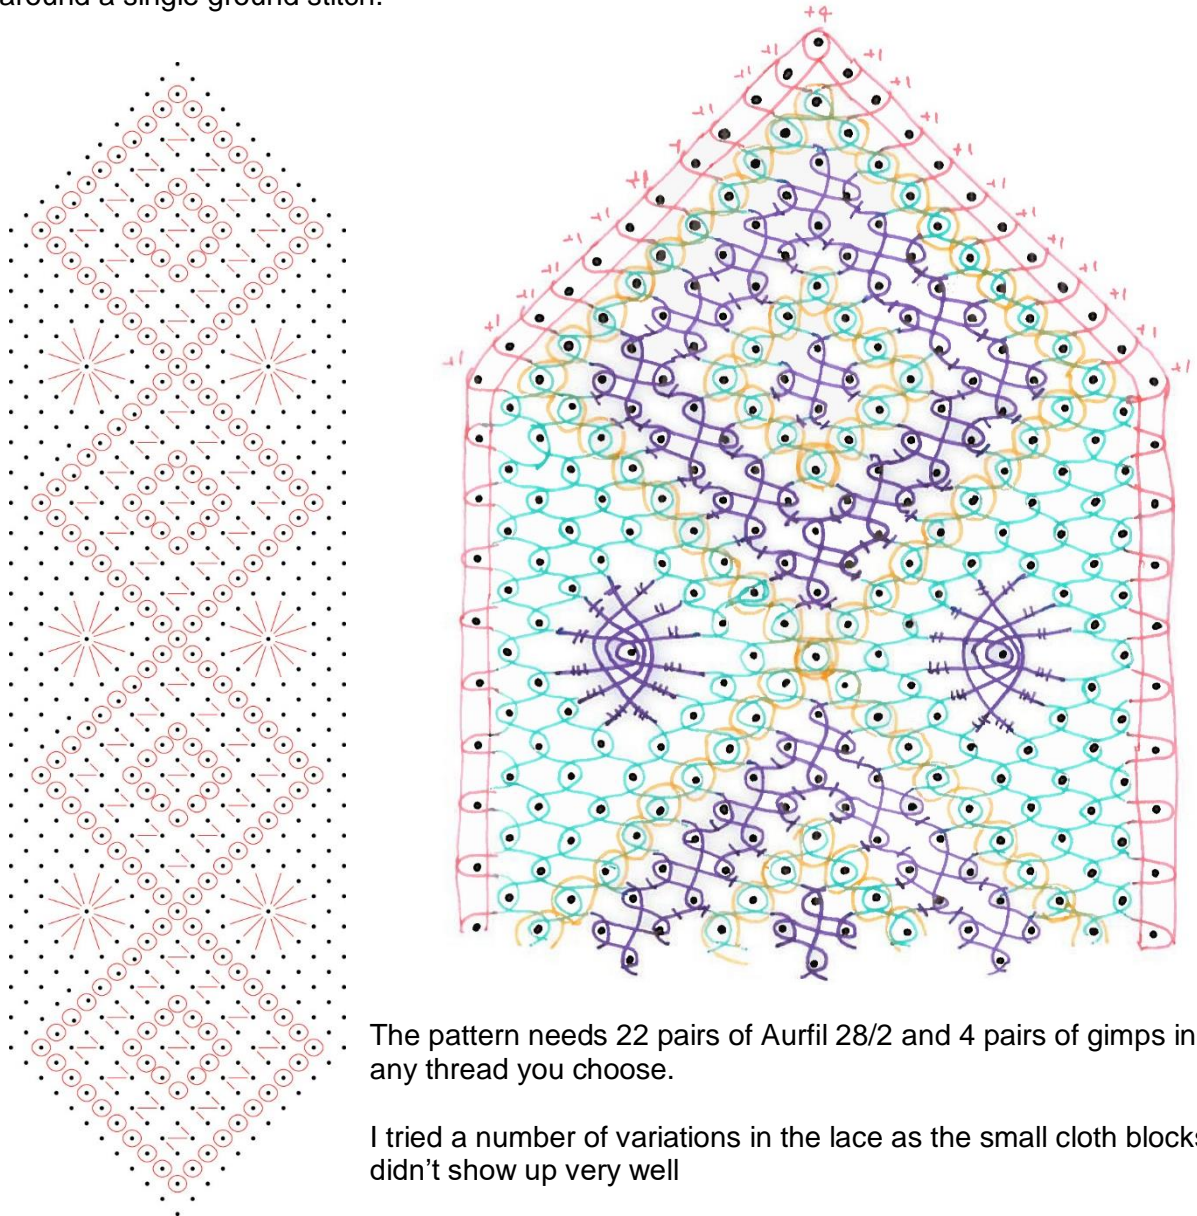 around a single ground stitch.
+4
+1 +1
+1 +1
+1 +1
+1 +1
+1 +1
+1 +1
+1 +1
+1 +1
+1 +1
+1 +1
+1 +1
The pattern needs 22 pairs of Aurfil 28/2 and 4 pairs of gimps in
any thread you choose.
I tried a number of variations in the lace as the small cloth blocks
didn’t show up very well